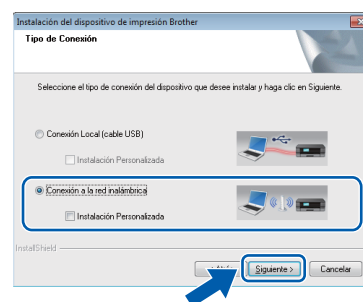 Instalación del dispositivo de impresión Brother
Tipo de Conexión
Seleccione el tipo de conexión del dispositivo que desee instalar y haga clic en Siguiente.
Conexión Local (cable USB)
Instalación Personalizada
Conexión a la red inalámbrica
Instalación Personalizada
InstallShield
Siguiente > Cancelar